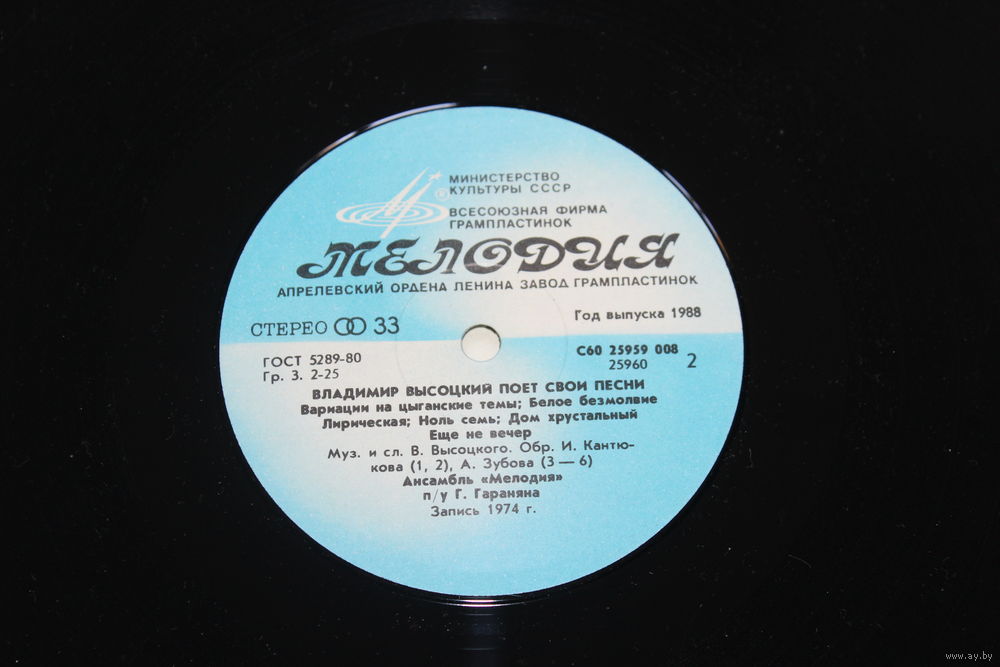 МИНИСТЕРСТВО
КУЛЬТУРЫ СССР
®
ВСЕСОЮЗНАЯ ФИРМА
ГРАМПЛАСТИНОК
МЕЛОДИЯ
АПРЕЛЕВСКИЙ ОРДЕНА ЛЕНИНА ЗАВОД ГРАМПЛАСТИНОК
СТЕРЕО 33
Год выпуска 1988
ГОСТ 5289-80
Гр. 3. 2-25
С60 25959 008
25960 2
ВЛАДИМИР ВЫСОЦКИЙ ПОЕТ СВОИ ПЕСНИ
Вариации на цыганские темы; Белое безмолвие
Лирическая; Ноль семь; Дом хрустальный
Еще не вечер
Муз. и сл. В. Высоцкого. Обр. И. Кантю-
кова (1, 2), А. Зубова (3 — 6)
Ансамбль «Мелодия»
п/у Г. Гараняна
Запись 1974 г.
www.ay.by